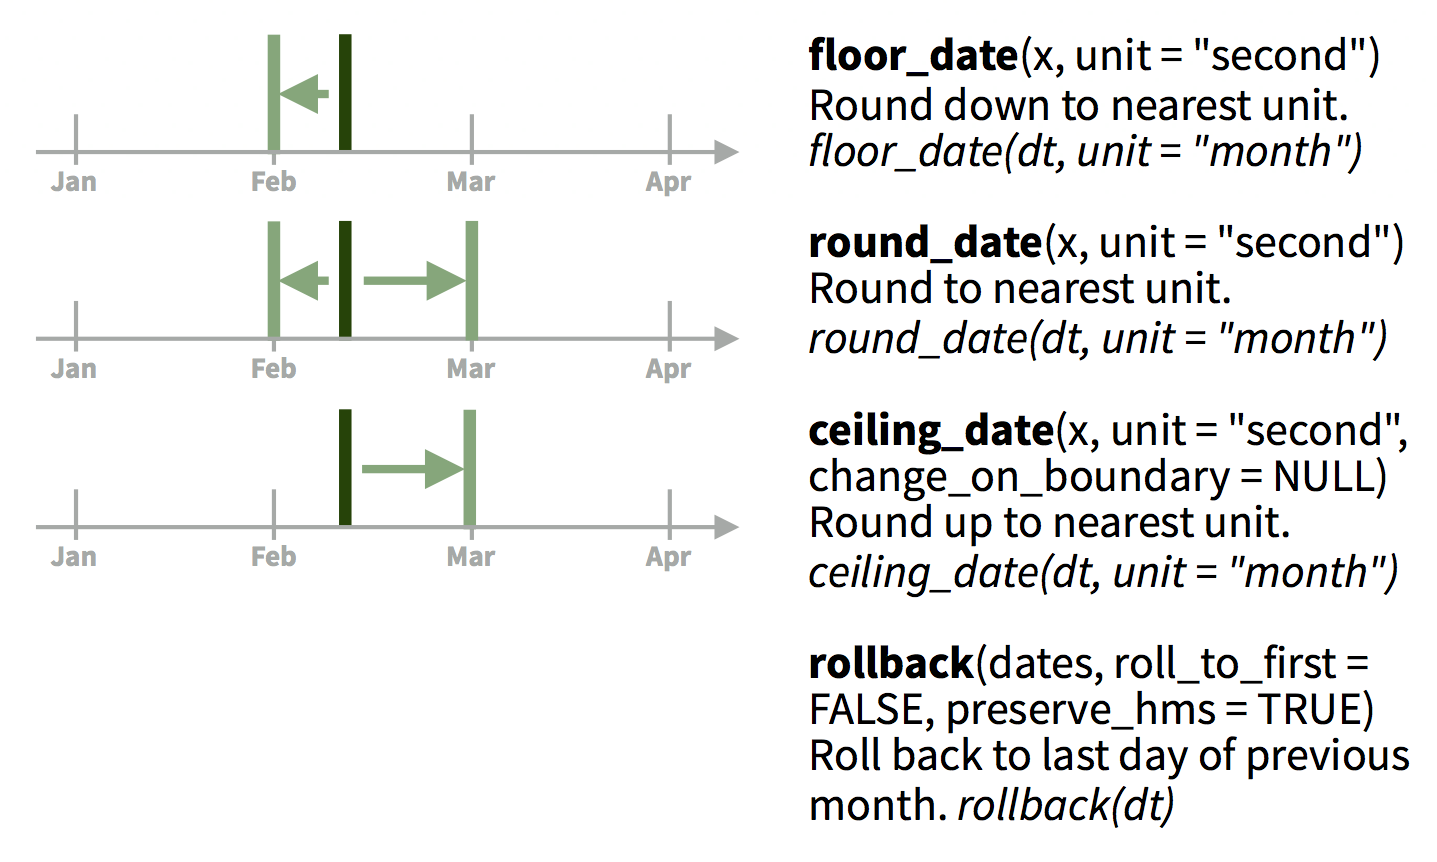 floor_date(x, unit = "second")
Round down to nearest unit.
floor_date(dt, unit = "month")
Jan Feb Mar Apr
round_date(x, unit = "second")
Round to nearest unit.
round_date(dt, unit = "month")
Jan Feb Mar Apr
ceiling_date(x, unit = "second",
change_on_boundary = NULL)
Round up to nearest unit.
ceiling_date(dt, unit = "month")
Jan Feb Mar Apr
rollback(dates, roll_to_first =
FALSE, preserve_hms = TRUE)
Roll back to last day of previous
month. rollback(dt)